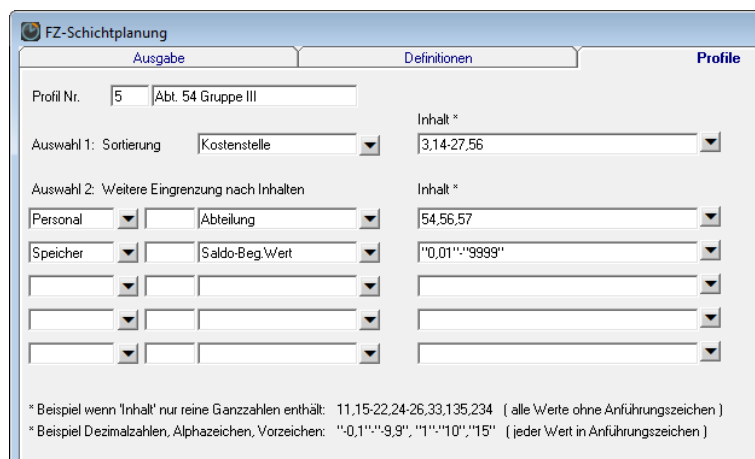 FZ-Schichtplanung
Ausgabe Definitionen Profile
Profil Nr. 5 Abt. 54 Gruppe III
Inhalt *
Auswahl 1: Sortierung Kostenstelle 3,14-27,56
Auswahl 2: Weitere Eingrenzung nach Inhalten Inhalt *
Personal Abteilung 54,56,57
Speicher Saldo-Beg.Wert "0,01"-"9999"
* Beispiel wenn 'Inhalt' nur reine Ganzzahlen enthält: 11,15-22,24-26,33,135,234 ( alle Werte ohne Anführungszeichen )
* Beispiel Dezimalzahlen, Alphazeichen, Vorzeichen: "-0,1"-"-9,9", "1"-"10","15" ( jeder Wert in Anführungszeichen )